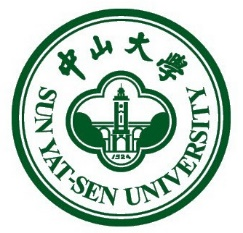 中山大學
SUN YAT-SEN UNIVERSITY
1924